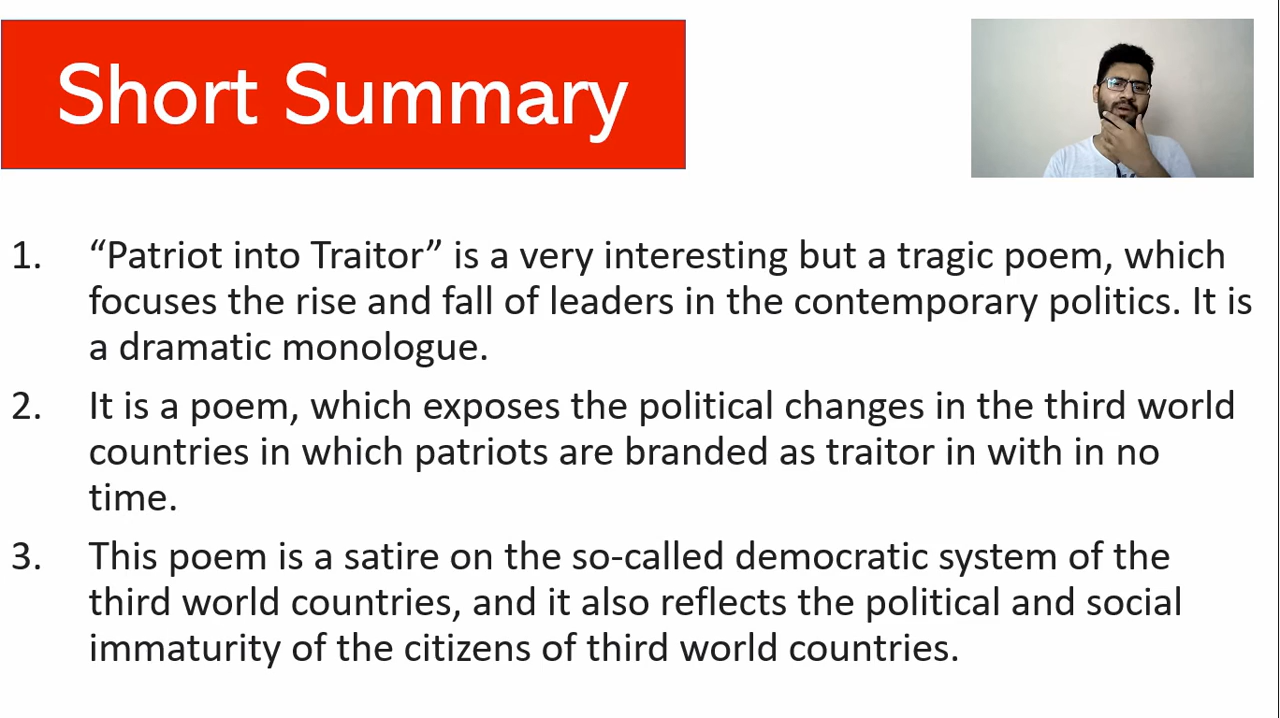 Short Summary
1. “Patriot into Traitor” is a very interesting but a tragic poem, which
focuses the rise and fall of leaders in the contemporary politics. It is
a dramatic monologue.
2. It is a poem, which exposes the political changes in the third world
countries in which patriots are branded as traitor in with in no
time.
3. This poem is a satire on the so-called democratic system of the
third world countries, and it also reflects the political and social
immaturity of the citizens of third world countries.